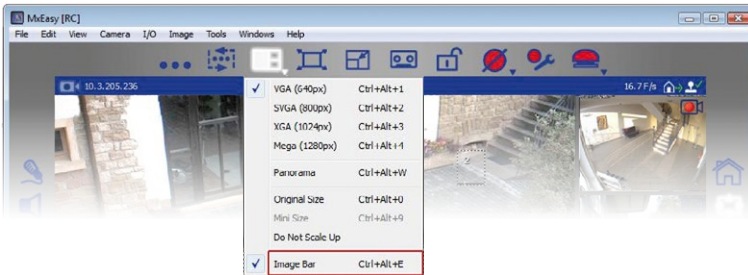 MxEasy [RC]
File Edit View Camera I/O Image Tools Windows Help
10.3.205.236
16.7 F/s
VGA (640px) Ctrl+Alt+1
SVGA (800px) Ctrl+Alt+2
XGA (1024px) Ctrl+Alt+3
Mega (1280px) Ctrl+Alt+4
Panorama Ctrl+Alt+W
Original Size Ctrl+Alt+0
Mini Size Ctrl+Alt+9
Do Not Scale Up
Image Bar Ctrl+Alt+E